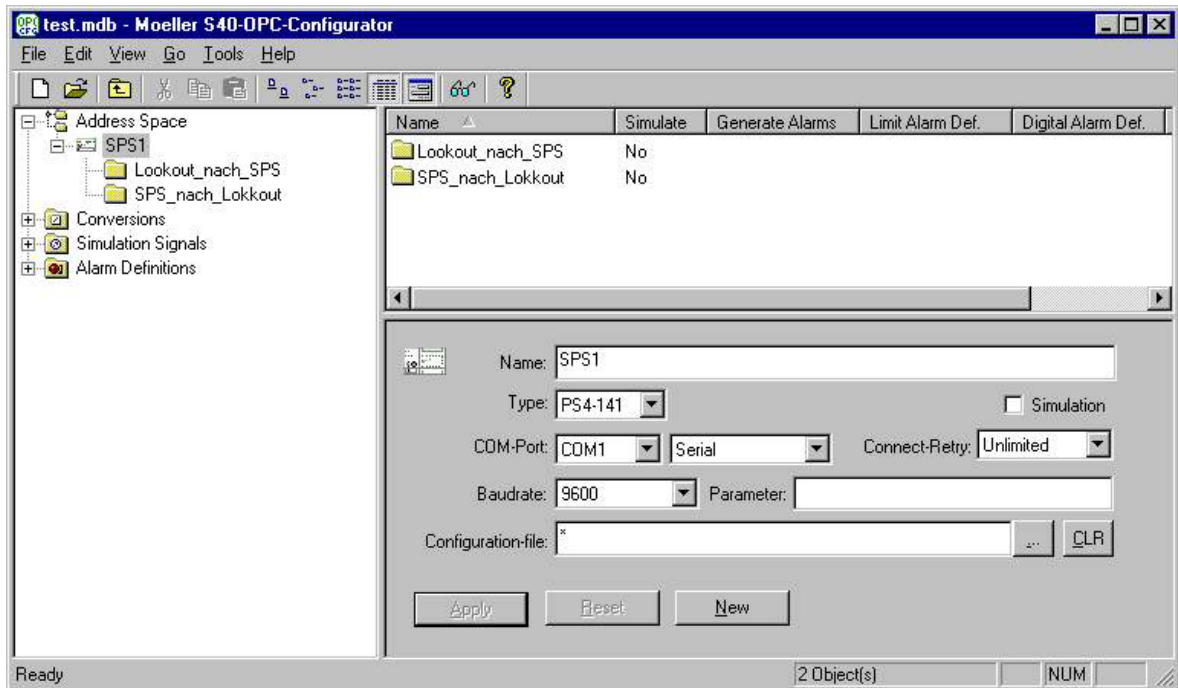 test.mdb - Moeller S40-OPC-Configurator
File Edit View Go Tools Help
Address Space
SPS1
Lookout_nach_SPS
SPS_nach_Lokkout
Conversions
Simulation Signals
Alarm Definitions
Name Simulate Generate Alarms Limit Alarm Def. Digital Alarm Def.
Lookout_nach_SPS No
SPS_nach_Lokkout No
Name: SPS1
Type: PS4-141 Simulation
COM-Port: COM1 Serial Connect-Retry: Unlimited
Baudrate: 9600 Parameter:
Configuration-file: * ... CLR
Apply Reset New
Ready 2 Object(s) NUM